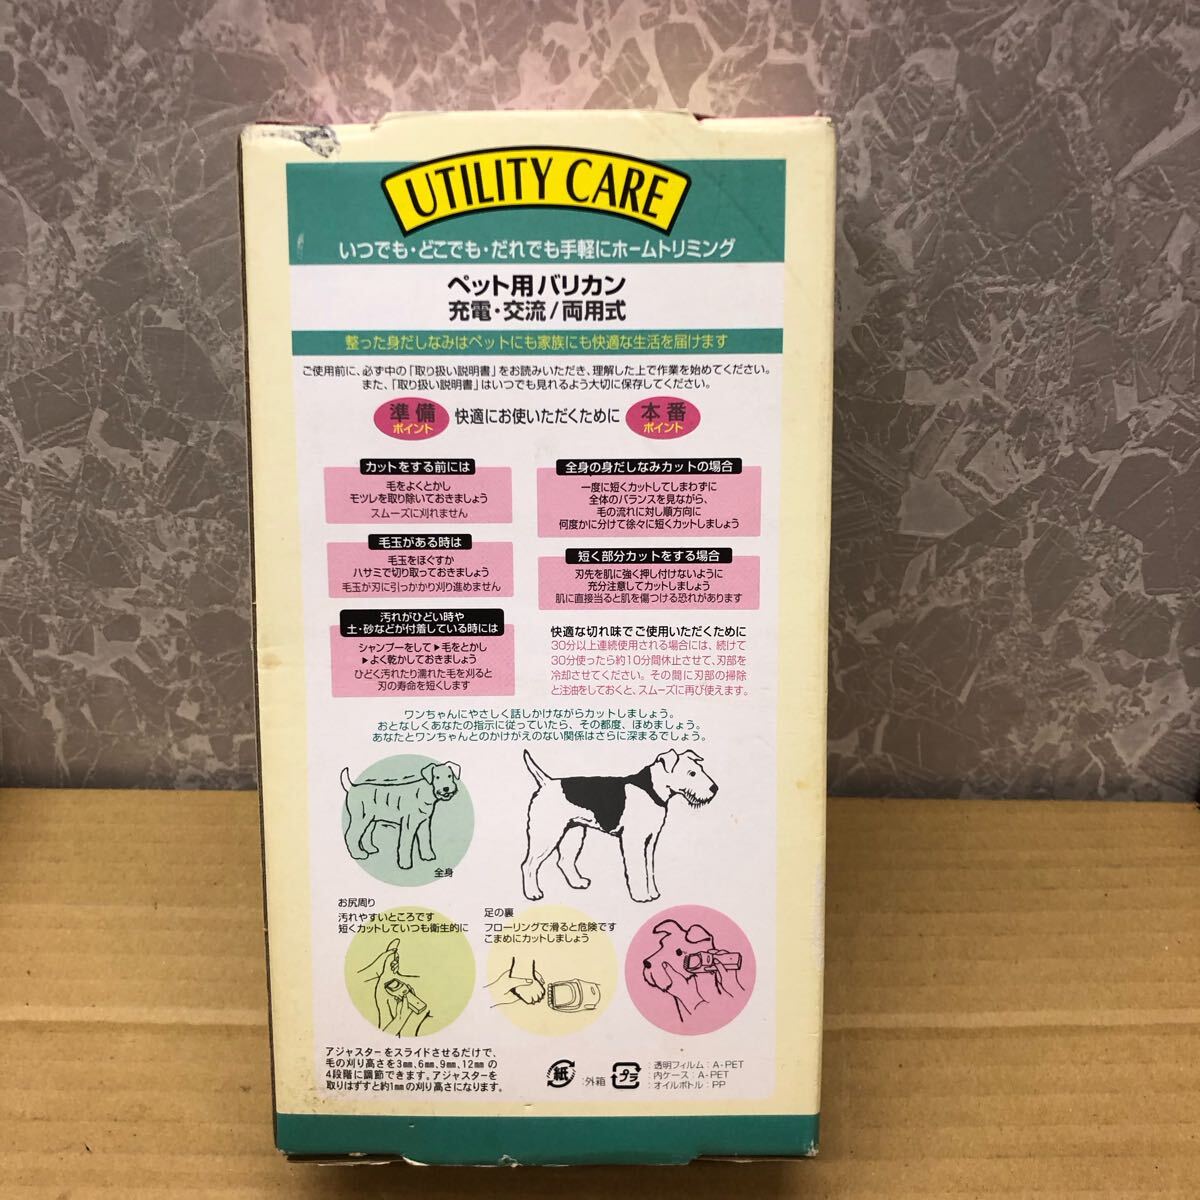 UTILITY CARE
いつでも・どこでも・だれでも手軽にホームトリミング
ペット用バリカン
充電・交流/両用式
整った身だしなみはペットにも家族にも快適な生活を届けます
ご使用前に、必ず中の「取り扱い説明書」をお読みいただき、理解した上で作業を始めてください。
また、「取り扱い説明書」はいつでも見れるよう大切に保存してください。
準備
ポイント
快適にお使いいただくために
本番
ポイント
カットをする前には
毛をよくとかし
モツレを取り除いておきましょう
スムーズに刈れません
毛玉がある時は
毛玉をほぐすか
ハサミで切り取っておきましょう
毛玉が刃に引っかかり刈り進めません
汚れがひどい時や
土・砂などが付着している時には
シャンプーをして▶毛をとかし
▶よく乾かしておきましょう
ひどく汚れたり濡れた毛を刈ると
刃の寿命を短くします
全身の身だしなみカットの場合
一度に短くカットしてしまわずに
全体のバランスを見ながら、
毛の流れに対し順方向に
何度かに分けて徐々に短くカットしましょう
短く部分カットをする場合
刃先を肌に強く押し付けないように
充分注意してカットしましょう
肌に直接当ると肌を傷つける恐れがあります
快適な切れ味でご使用いただくために
30分以上連続使用される場合には、続けて
30分使ったら約10分間休止させて、刃部を
冷却させてください。その間に刃部の掃除
と注油をしておくと、スムーズに再び使えます。
ワンちゃんにやさしく話しかけながらカットしましょう。
おとなしくあなたの指示に従っていたら、その都度、ほめましょう。
あなたとワンちゃんとのかけがえのない関係はさらに深まるでしょう。
全身
お尻周り
汚れやすいところです
短くカットしていつも衛生的に
足の裏
フローリングで滑ると危険です
こまめにカットしましょう
アジャスターをスライドさせるだけで、
毛の刈り高さを3mm、6mm、9mm、12mmの
4段階に調節できます。アジャスターを
取りはずすと約1mmの刈り高さになります。
紙
:外箱
プラ
:透明フィルム:A-PET
:内ケース:A-PET
:オイルボトル:PP